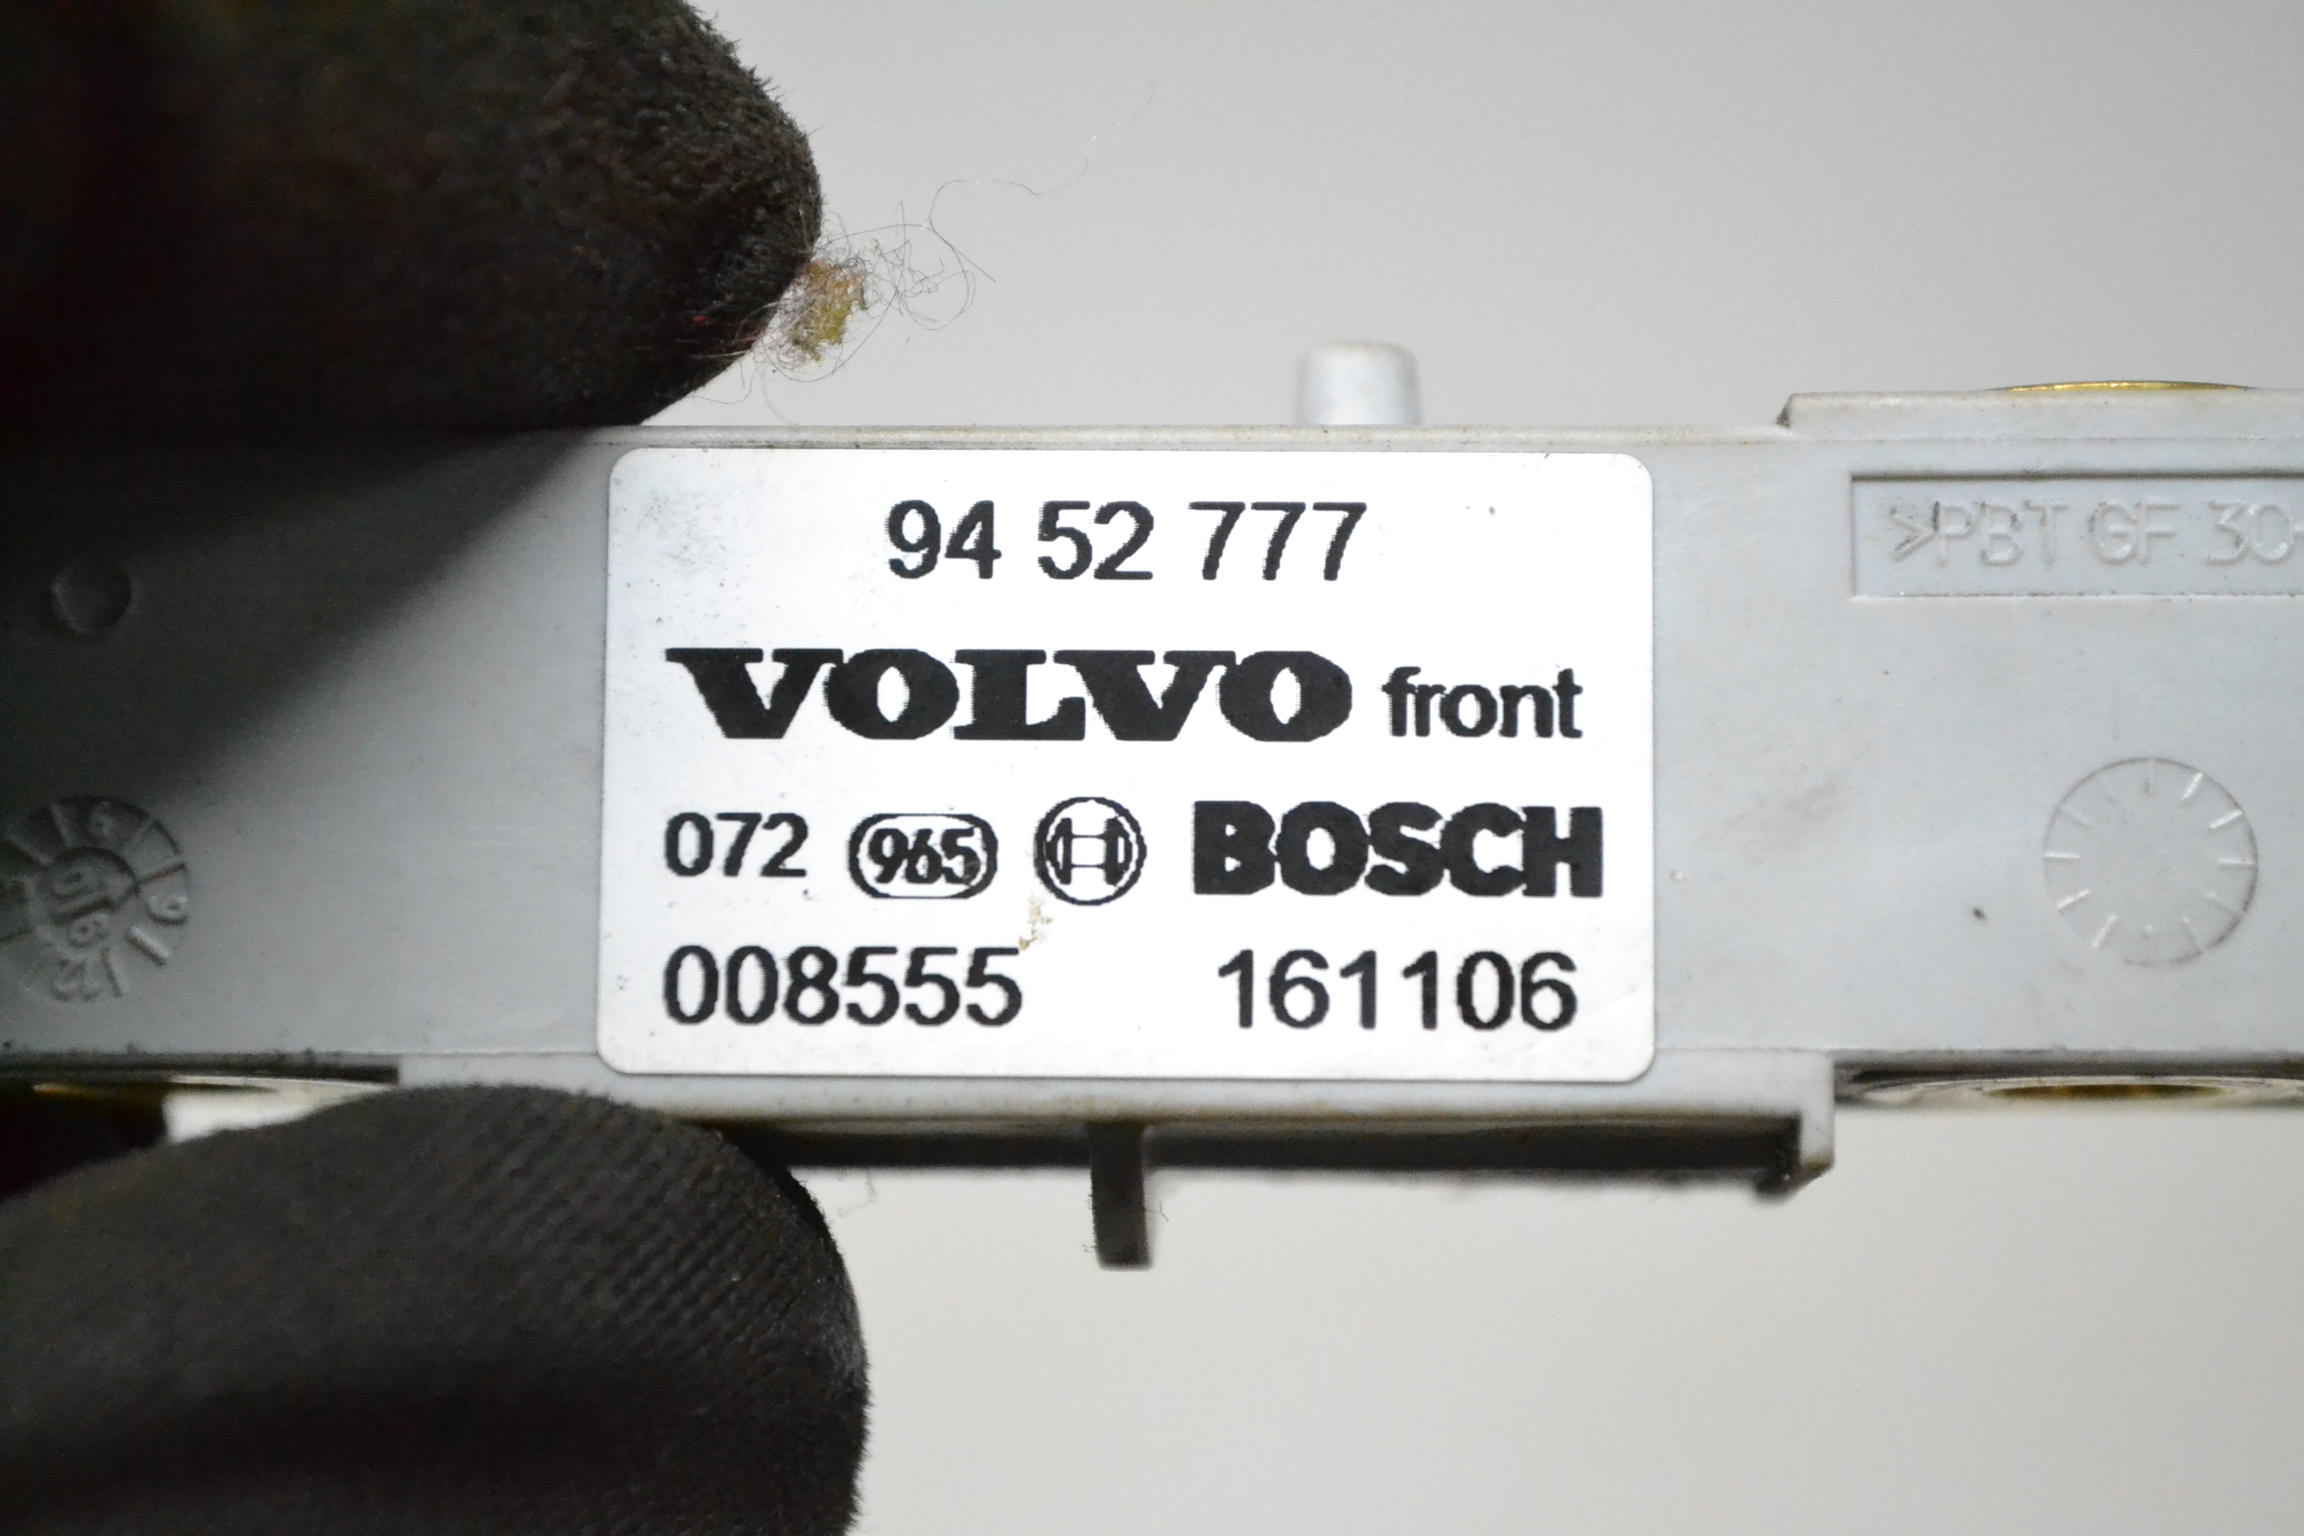 94 52 777
VOLVO front
>PBT GF 30
072 965 BOSCH
008555 161106